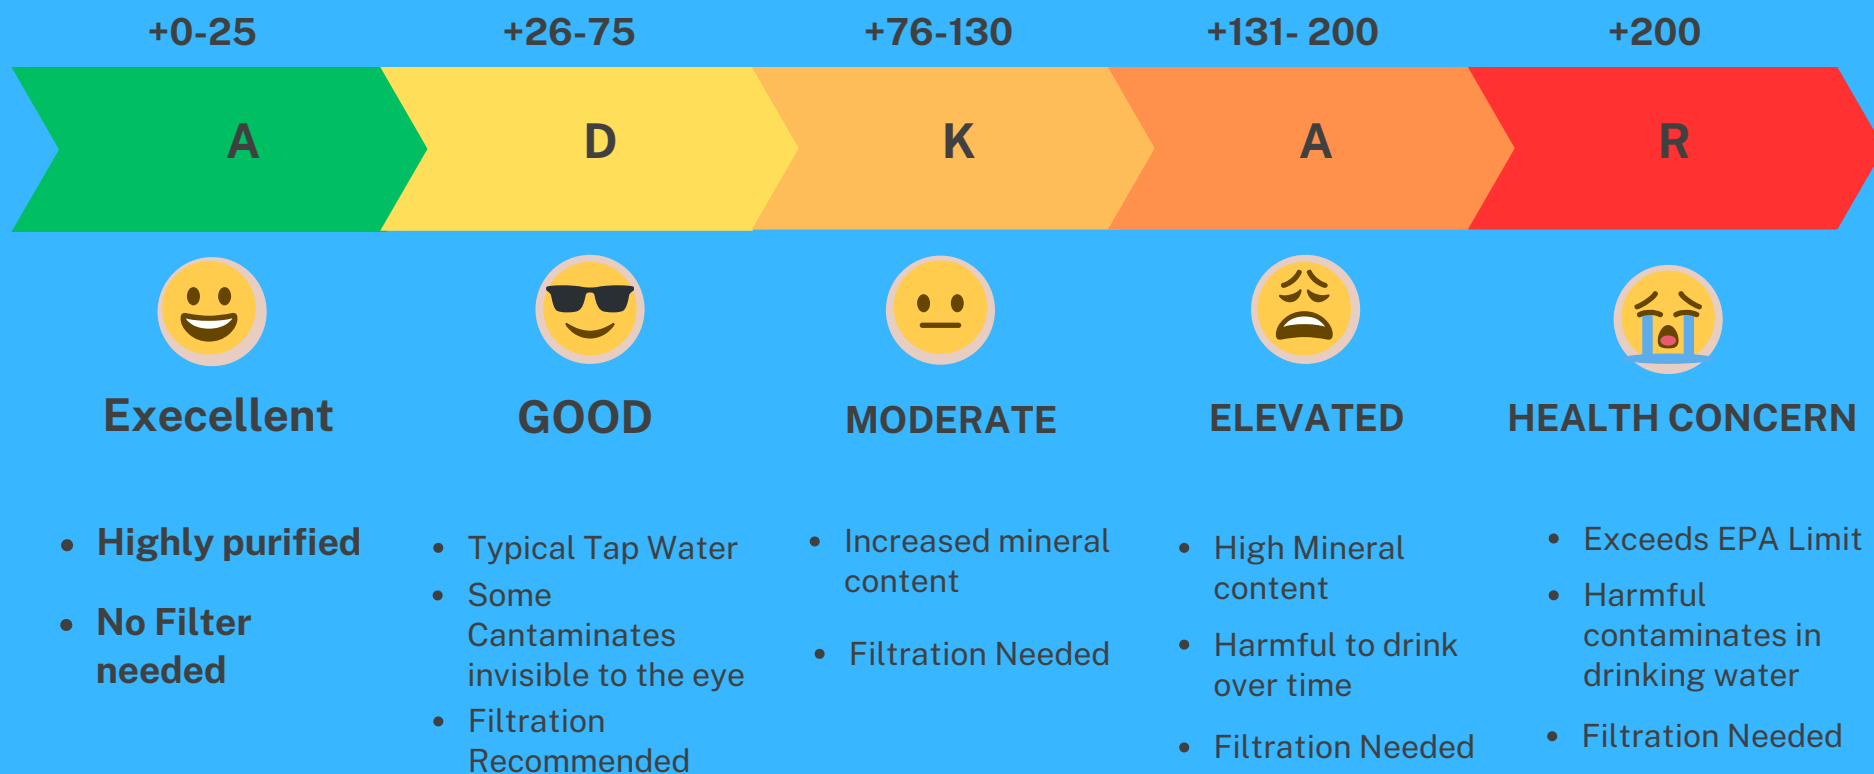 +0-25
+26-75
+76-130
+131- 200
+200
A
D
K
A
R
Execellent
GOOD
MODERATE
ELEVATED
HEALTH CONCERN
• Highly purified
• No Filter
needed
• Typical Tap Water
• Some
Cantaminates
invisible to the eye
• Filtration
Recommended
• Increased mineral
content
• Filtration Needed
• High Mineral
content
• Harmful to drink
over time
• Filtration Needed
• Exceeds EPA Limit
• Harmful
contaminates in
drinking water
• Filtration Needed